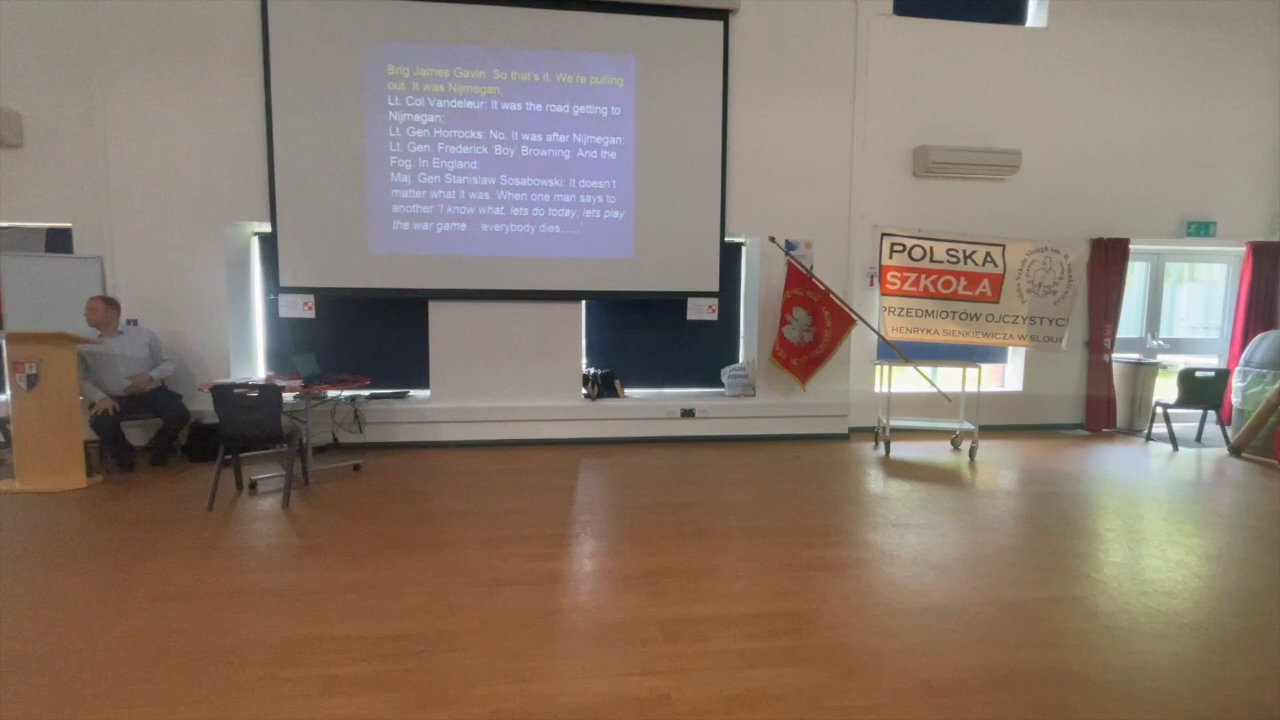 Brig James Gavin: So that's it. We're pulling
out. It was Nijmegan;
Lt. Col Vandeleur: It was the road getting to
Nijmegan;
Lt. Gen Horrocks: No. It was after Nijmegan;
Lt. Gen. Frederick 'Boy' Browning: And the
Fog. In England:
Maj. Gen Stanislaw Sosabowski: It doesn't
matter what it was. When one man says to
another 'I know what, lets do today, lets play
the war game... everybody dies.....'
POLSKA
SZKOŁA
PRZEDMIOTÓW OJCZYSTYC
HENRYKA SIENKIEWICZA W SLOUG